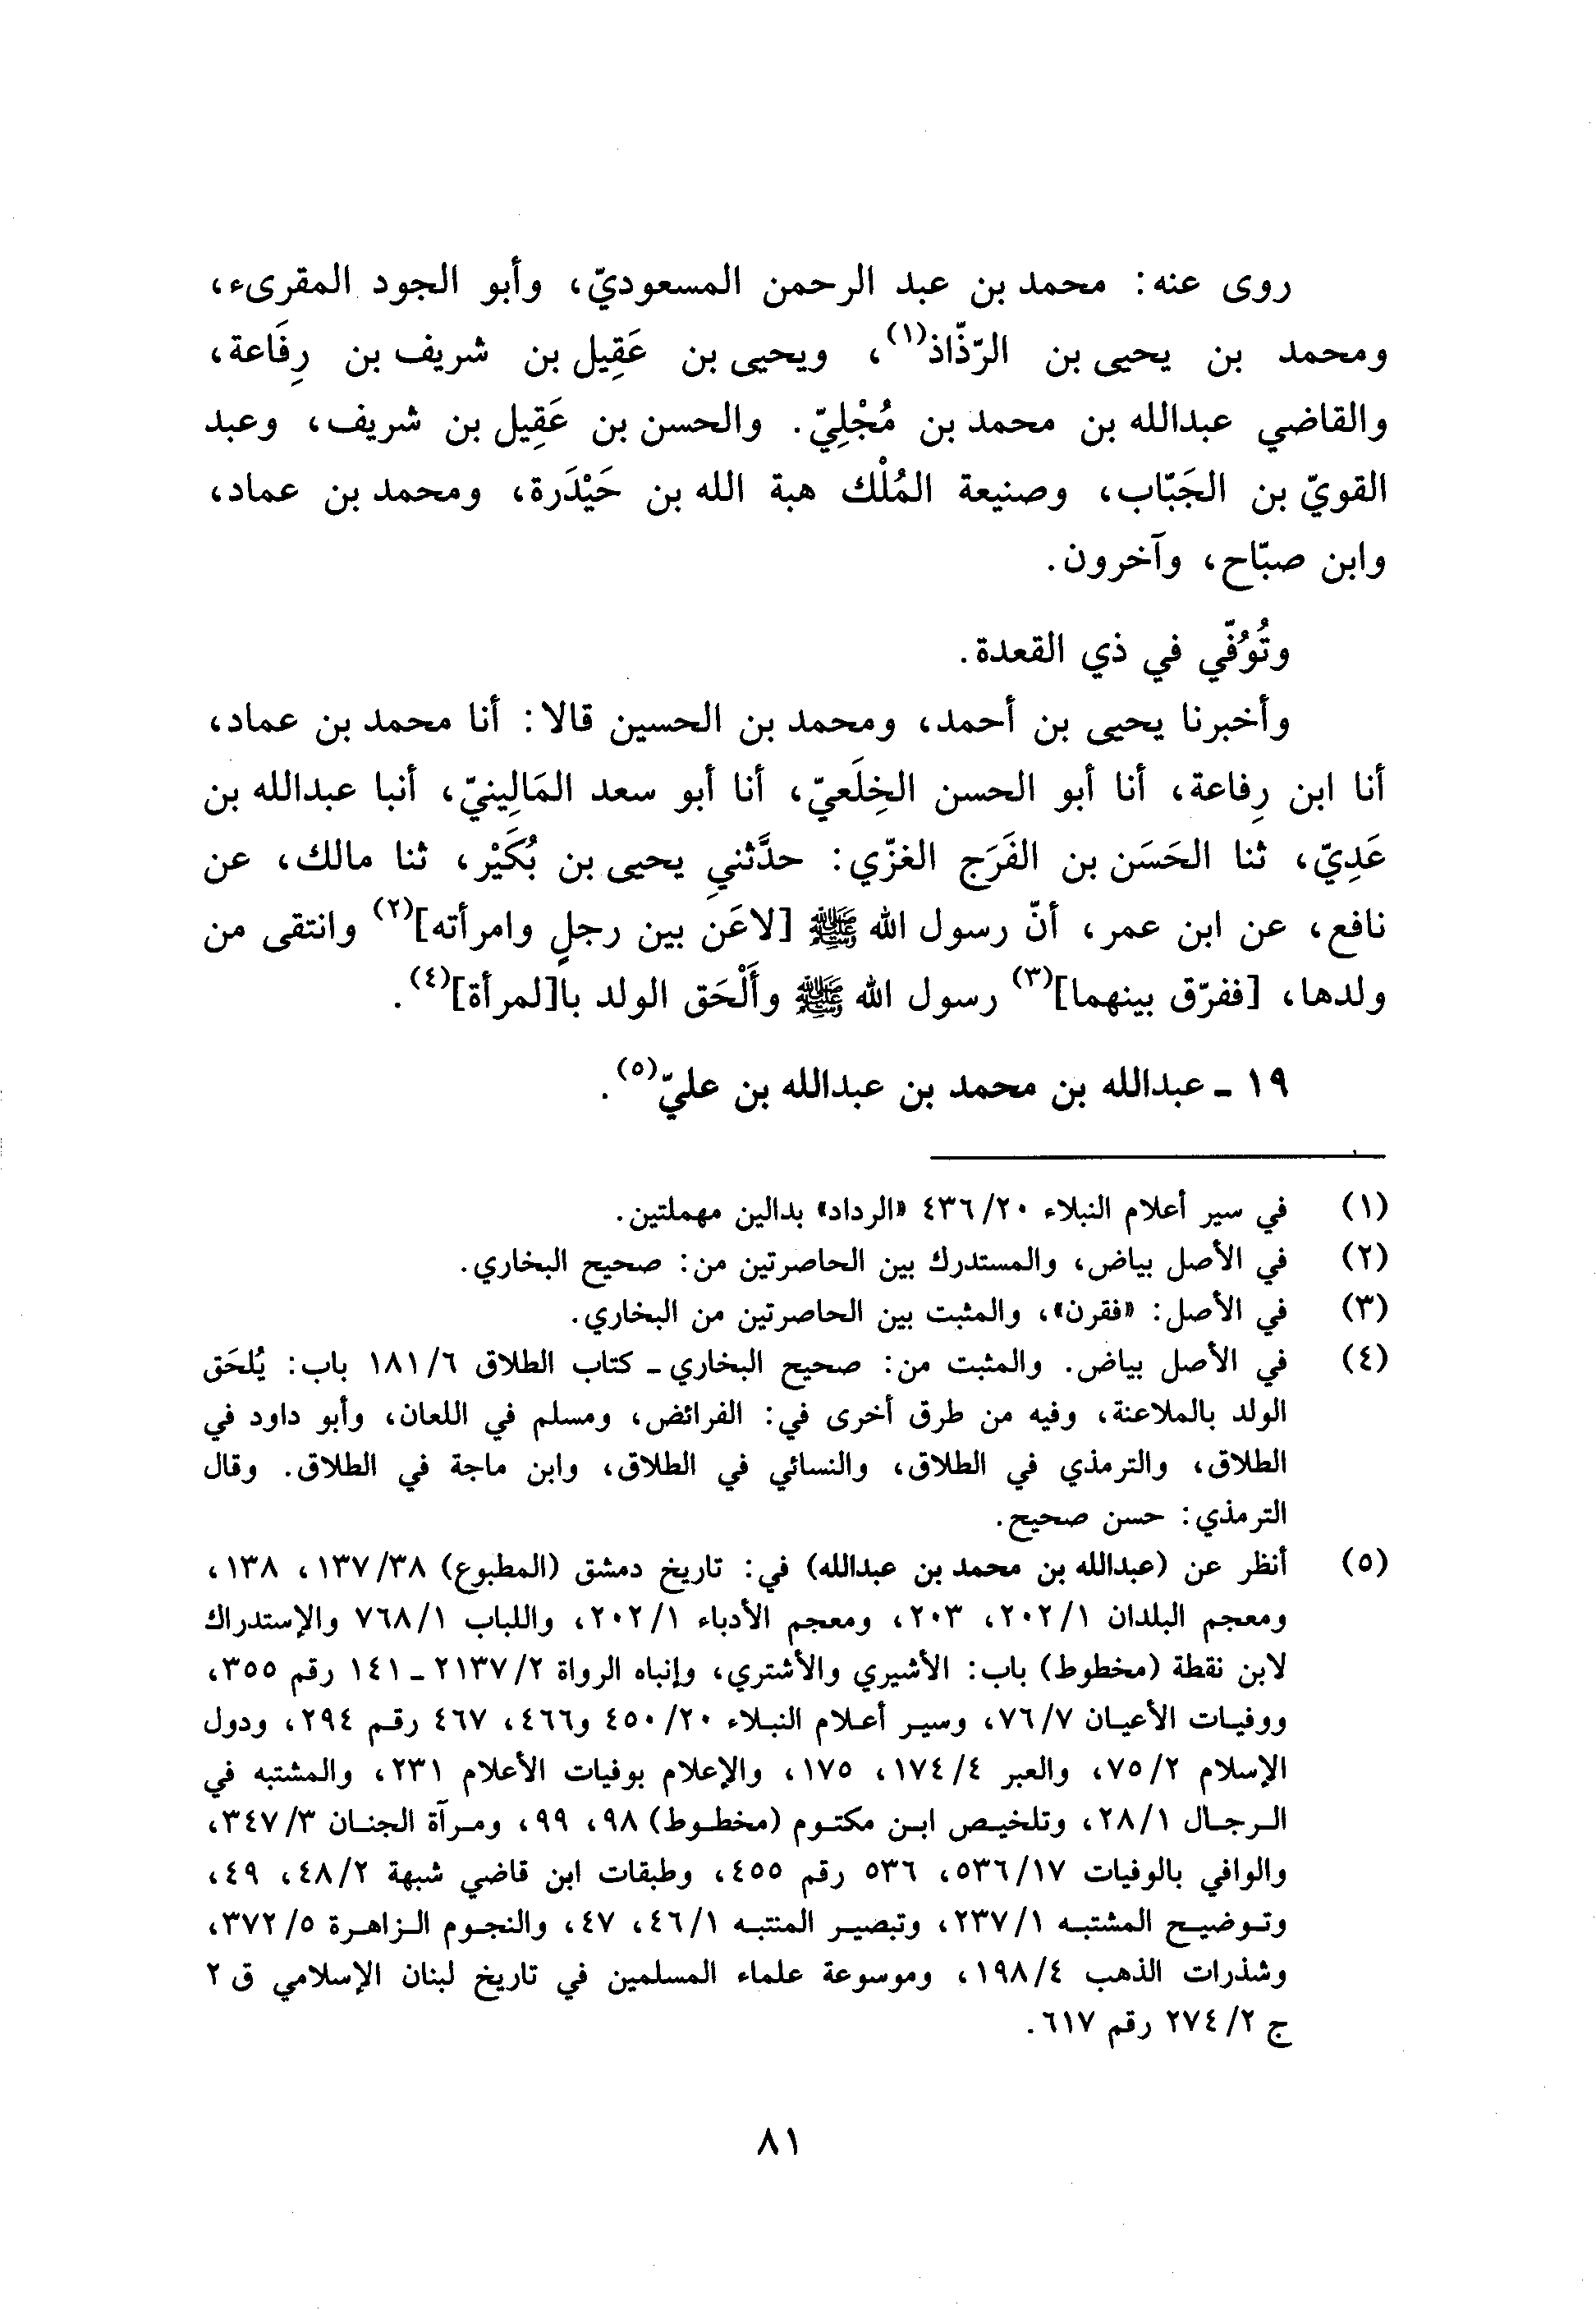 روى عنه: محمد بن عبد الرحمن المسعوديّ، وأبو الجود المقرىء،
ومحمد بن يحيى بن الرّذّاذ(١)، ويحيى بن عَقِيل بن شريف بن رِفَاعة،
والقاضي عبدالله بن محمد بن مُجْلِيّ. والحسن بن عَقِيل بن شريف، وعبد
القويّ بن الجَبّاب، وصنيعة المُلْك هبة الله بن حَيْدَرة، ومحمد بن عماد،
وابن صبّاح، وآخرون.
وتُوُفّي في ذي القعدة.
وأخبرنا يحيى بن أحمد، ومحمد بن الحسين قالا: أنا محمد بن عماد،
أنا ابن رِفاعة، أنا أبو الحسن الخِلَعيّ، أنا أبو سعد المَالِينيّ، أنبا عبدالله بن
عَدِيّ، ثنا الحَسَن بن الفَرَج الغزّي: حدَّثنيِ يحيى بن بُكَيْر، ثنا مالك، عن
نافع، عن ابن عمر، أنّ رسول الله ﷺ [لاعَن بين رجلٍ وامرأته](٢) وانتقى من
ولدها، [ففرّق بينهما](٣) رسول الله ﷺ وأَلْحَق الولد با[لمرأة](٤).
١٩ ـ عبدالله بن محمد بن عبدالله بن عليّ(٥).
(١) في سير أعلام النبلاء ٤٣٦/٢٠ «الرداد» بدالين مهملتين.
(٢) في الأصل بياض، والمستدرك بين الحاصرتين من: صحيح البخاري.
(٣) في الأصل: «فقرن»، والمثبت بين الحاصرتين من البخاري.
(٤) في الأصل بياض. والمثبت من: صحيح البخاري ـ كتاب الطلاق ١٨١/٦ باب: يُلحَق
الولد بالملاعنة، وفيه من طرق أخرى في: الفرائض، ومسلم في اللعان، وأبو داود في
الطلاق، والترمذي في الطلاق، والنسائي في الطلاق، وابن ماجة في الطلاق. وقال
الترمذي: حسن صحيح.
(٥) أنظر عن (عبدالله بن محمد بن عبدالله) في: تاريخ دمشق (المطبوع) ١٣٧/٣٨، ١٣٨،
ومعجم البلدان ٢٠٢/١، ٢٠٣، ومعجم الأدباء ٢٠٢/١، واللباب ٧٦٨/١ والإستدراك
لابن نقطة (مخطوط) باب: الأشيري والأشتري، وإنباه الرواة ٢١٣٧/٢ ـ ١٤١ رقم ٣٥٥،
ووفيات الأعيان ٧٦/٧، وسير أعلام النبلاء ٤٥٠/٢٠ و٤٦٦، ٤٦٧ رقم ٢٩٤، ودول
الإسلام ٧٥/٢، والعبر ١٧٤/٤، ١٧٥، والإعلام بوفيات الأعلام ٢٣١، والمشتبه في
الرجال ٢٨/١، وتلخيص ابن مكتوم (مخطوط) ٩٨، ٩٩، ومرآة الجنان ٣٤٧/٣،
والوافي بالوفيات ٥٣٦/١٧، ٥٣٦ رقم ٤٥٥، وطبقات ابن قاضي شبهة ٤٨/٢، ٤٩،
وتوضيح المشتبه ٢٣٧/١، وتبصير المنتبه ٤٦/١، ٤٧، والنجوم الزاهرة ٣٧٢/٥،
وشذرات الذهب ١٩٨/٤، وموسوعة علماء المسلمين في تاريخ لبنان الإسلامي ق ٢
ج ٢٧٤/٢ رقم ٦١٧.
٨١